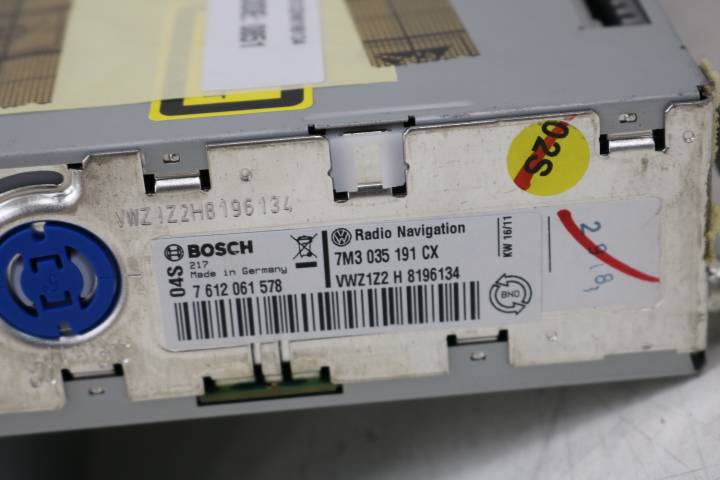 02S
VWZ1Z2H8196134
BOSCH
217
Made in Germany
04S
7 612 061 578
Radio Navigation
7M3 035 191 CX
VWZ1Z2 H 8196134
KW 16/11
BNO